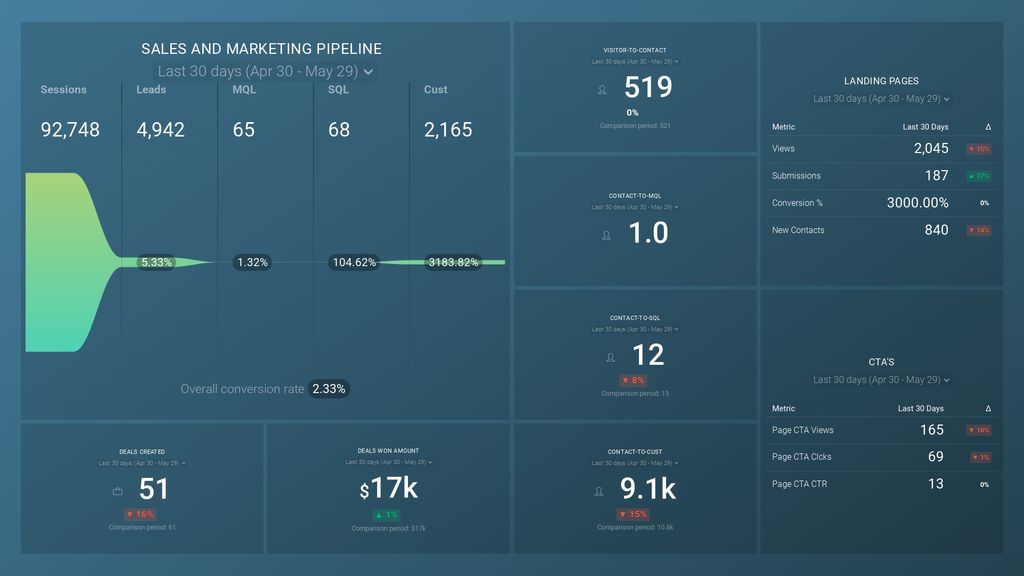 SALES AND MARKETING PIPELINE
Last 30 days (Apr 30 - May 29)
Sessions Leads MQL SQL Cust
92,748 4,942 65 68 2,165
5.33% 1.32% 104.62% 3183.82%
Overall conversion rate 2.33%
VISITOR-TO-CONTACT
Last 30 days (Apr 30 - May 29)
519
0%
Comparison period: 521
CONTACT-TO-MQL
Last 30 days (Apr 30 - May 29)
1.0
CONTACT-TO-SQL
Last 30 days (Apr 30 - May 29)
12
▼ 8%
Comparison period: 13
LANDING PAGES
Last 30 days (Apr 30 - May 29)
Metric Last 30 Days Δ
Views 2,045 ▼ 15%
Submissions 187 ▲ 17%
Conversion % 3000.00% 0%
New Contacts 840 ▼ 14%
CTA'S
Last 30 days (Apr 30 - May 29)
Metric Last 30 Days Δ
Page CTA Views 165 ▼ 16%
Page CTA Clcks 69 ▼ 1%
Page CTA CTR 13 0%
DEALS CREATED
Last 30 days (Apr 30 - May 29)
51
▼ 16%
Comparison period: 61
DEALS WON AMOUNT
Last 30 days (Apr 30 - May 29)
$17k
▲ 1%
Comparison period: $17k
CONTACT-TO-CUST
Last 30 days (Apr 30 - May 29)
9.1k
▼ 15%
Comparison period: 10.6k